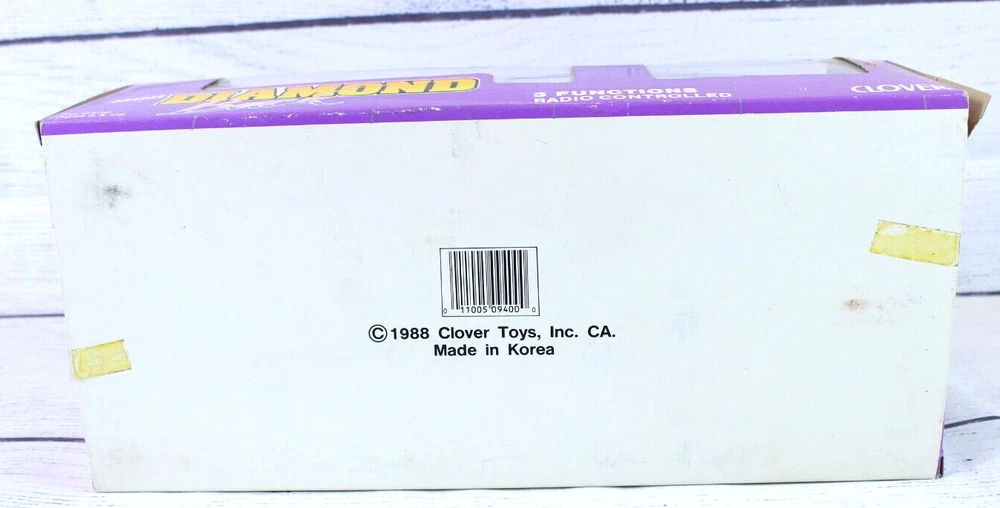 DIAMOND
3 FUNCTIONS
RADIO CONTROLLED
CLOVER
0 11005 09400 0
©1988 Clover Toys, Inc. CA.
Made in Korea